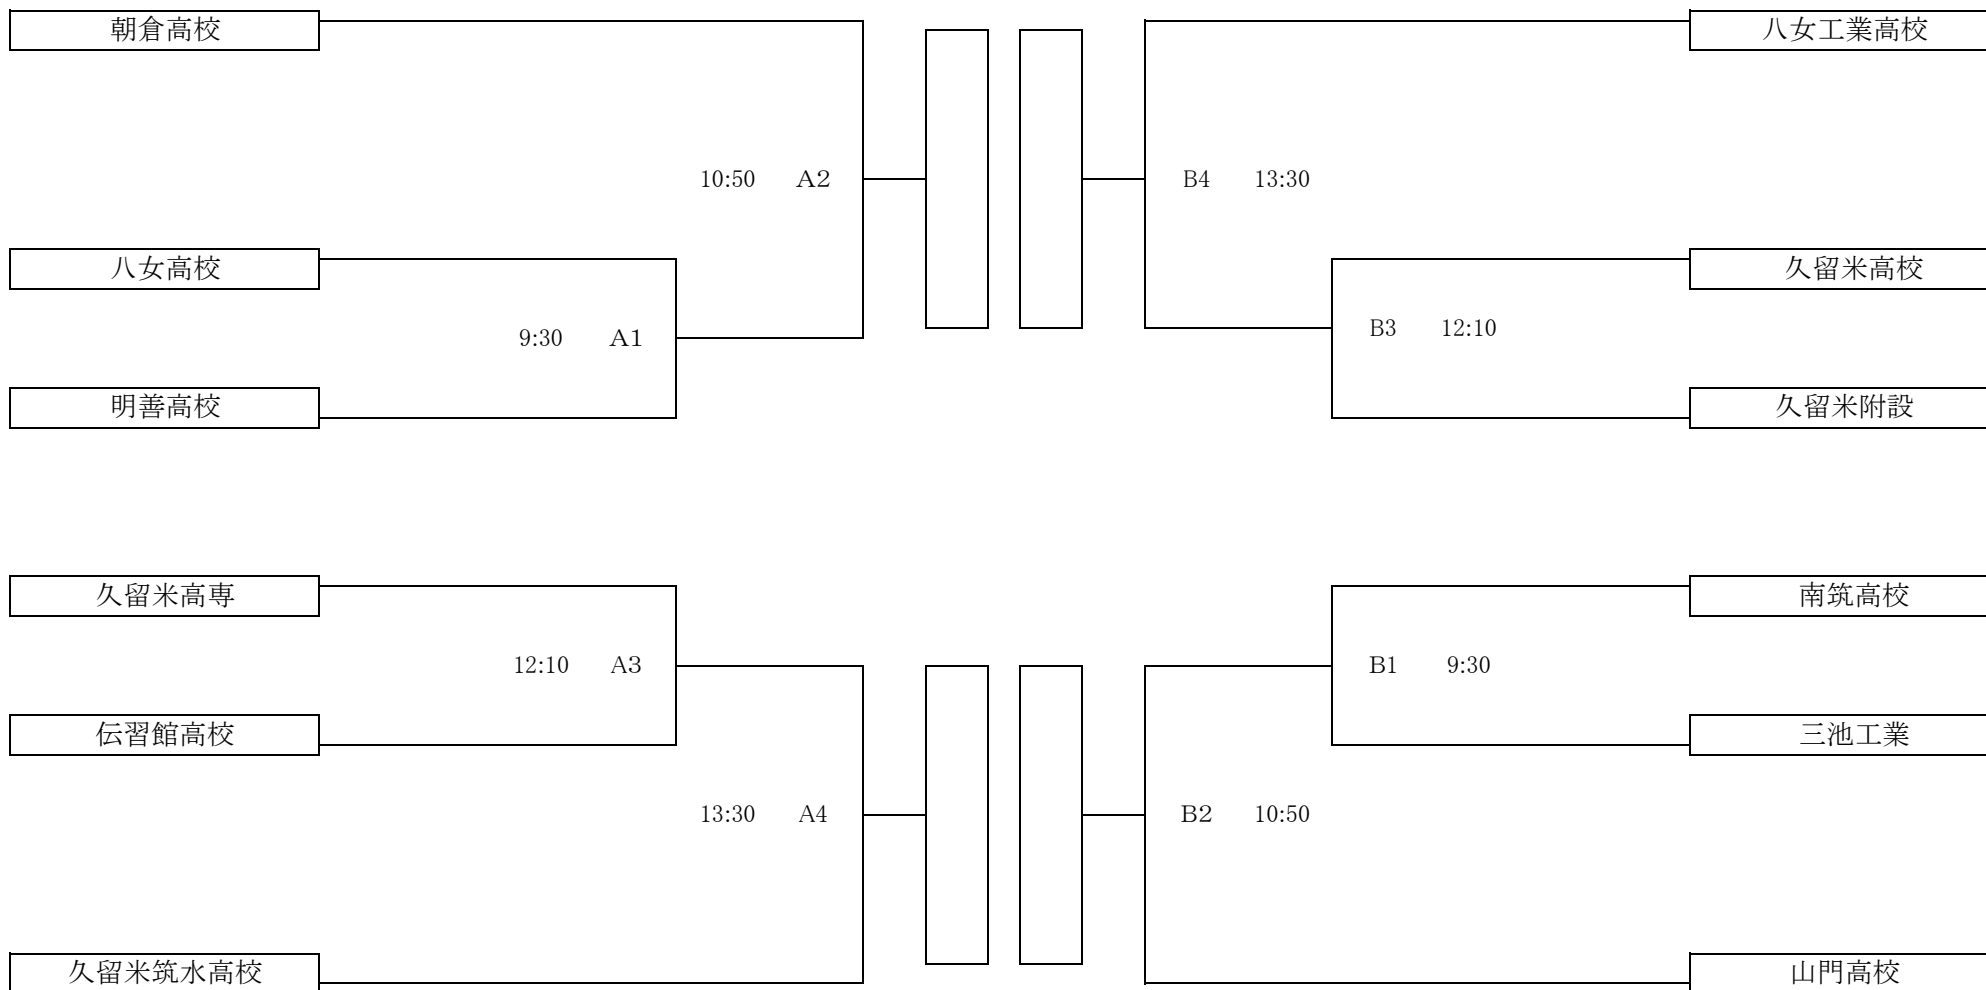 朝倉高校
八女工業高校
10:50 A2
B4 13:30
八女高校
久留米高校
9:30 A1
B3 12:10
明善高校
久留米附設
久留米高専
南筑高校
12:10 A3
B1 9:30
伝習館高校
三池工業
13:30 A4
B2 10:50
久留米筑水高校
山門高校